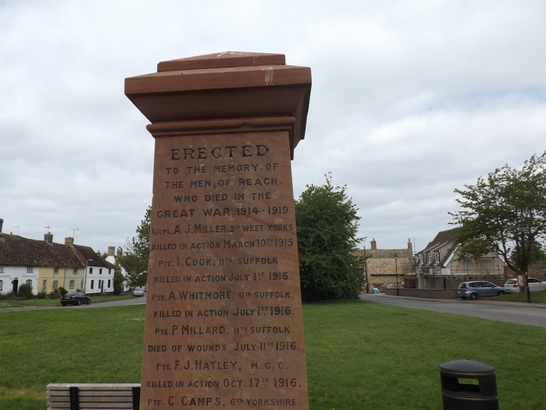 ERECTED
TO THE MEMORY OF
THE MEN OF REACH
WHO DIED IN THE
GREAT WAR, 1914-1919.
L/CPL A. J. MILLER, 2ND WEST YORKS
KILLED IN ACTION MARCH 10TH 1915
PTE I. COOK, 11TH SUFFOLK
KILLED IN ACTION JULY 1ST 1916.
PTE A. WHITMORE, 11TH SUFFOLK
KILLED IN ACTION JULY 1ST 1916.
PTE P. MILLARD, 11TH SUFFOLK
DIED OF WOUNDS JULY 11TH 1916.
PTE F. J. HATLEY, M. G. C.
KILLED IN ACTION OCT. 17TH 1916.
PTE C. CAMPS, 6TH YORKSHIRE